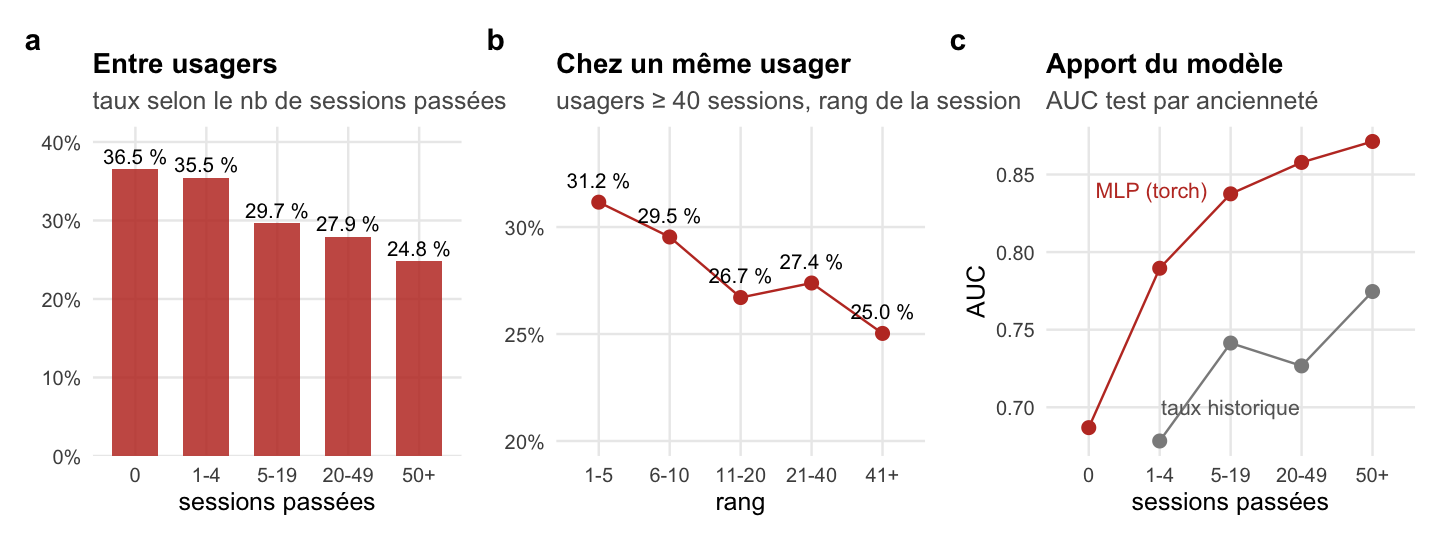 a
Entre usagers
taux selon le nb de sessions passées
40%
30%
20%
10%
0%
36.5 %
35.5 %
29.7 %
27.9 %
24.8 %
0
1-4
5-19
20-49
50+
sessions passées
b
Chez un même usager
usagers ≥ 40 sessions, rang de la session
30%
25%
20%
31.2 %
29.5 %
26.7 %
27.4 %
25.0 %
1-5
6-10
11-20
21-40
41+
rang
c
Apport du modèle
AUC test par ancienneté
AUC
0.85
0.80
0.75
0.70
MLP (torch)
taux historique
0
1-4
5-19
20-49
50+
sessions passées